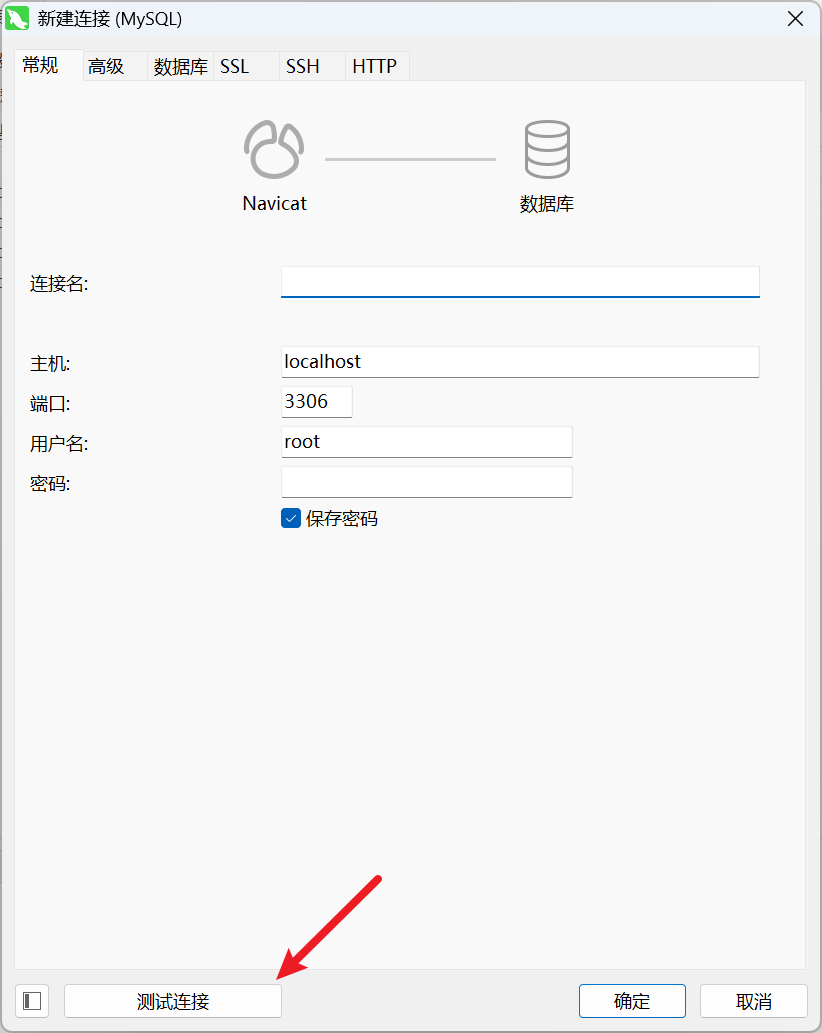 新建连接 (MySQL)
常规 高级 数据库 SSL SSH HTTP
Navicat 数据库
连接名:
主机: localhost
端口: 3306
用户名: root
密码:
保存密码
测试连接 确定 取消